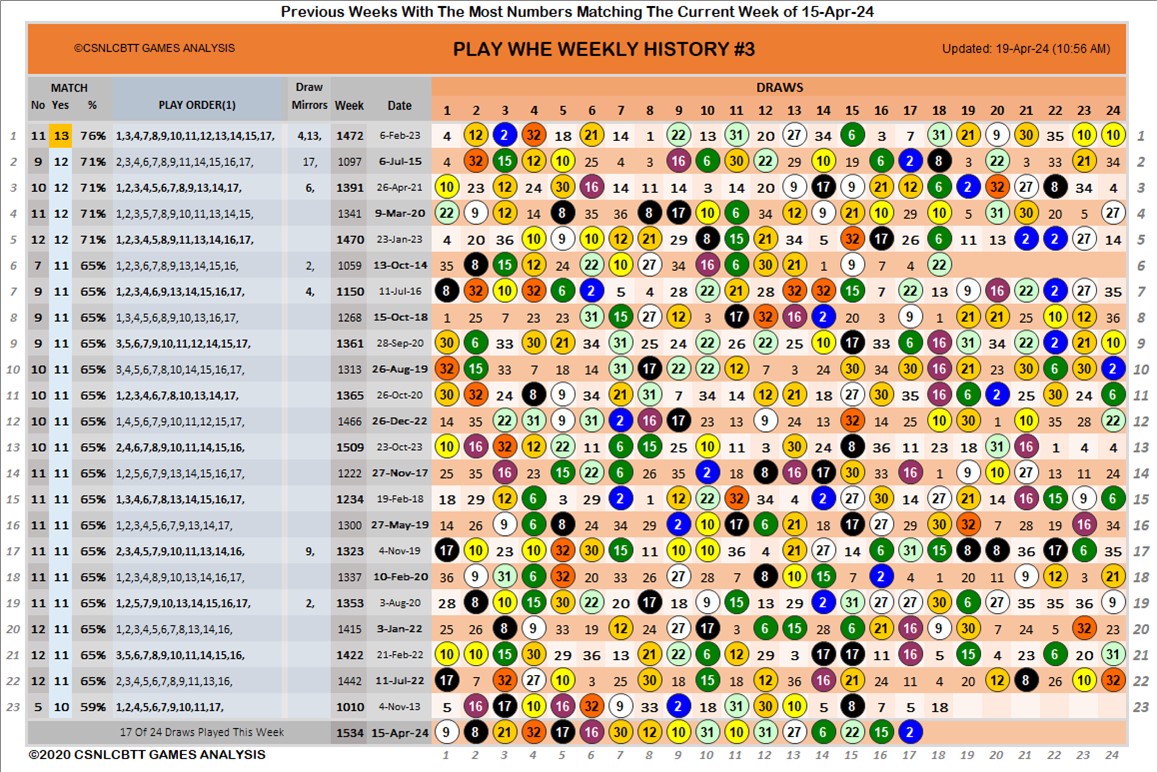 Previous Weeks With The Most Numbers Matching The Current Week of 15-Apr-24
©CSNLCBTT GAMES ANALYSIS PLAY WHE WEEKLY HISTORY #3 Updated: 19-Apr-24 (10:56 AM)
MATCH Draw DRAWS
No Yes % PLAY ORDER(1) Mirrors Week Date 1 2 3 4 5 6 7 8 9 10 11 12 13 14 15 16 17 18 19 20 21 22 23 24
1 11 13 76% 1,3,4,7,8,9,10,11,12,13,14,15,17, 4,13, 1472 6-Feb-23 4 12 2 32 18 21 14 1 22 13 31 20 27 34 6 3 7 31 21 9 30 35 10 10 1
2 9 12 71% 2,3,4,6,7,8,9,11,14,15,16,17, 17, 1097 6-Jul-15 4 32 15 12 10 25 4 3 16 6 30 22 29 10 19 6 2 8 3 22 3 33 21 34 2
3 10 12 71% 1,2,3,4,5,6,7,8,9,13,14,17, 6, 1391 26-Apr-21 10 23 12 24 30 16 14 11 14 3 14 20 9 17 9 21 12 6 2 32 27 8 34 4 3
4 11 12 71% 1,2,3,5,7,8,9,10,11,13,14,15, 1341 9-Mar-20 22 9 12 14 8 35 36 8 17 10 6 34 12 9 21 10 29 10 5 31 30 20 5 27 4
5 12 12 71% 1,2,3,4,5,8,9,11,13,14,16,17, 1470 23-Jan-23 4 20 36 10 9 10 12 21 29 8 15 21 34 5 32 17 26 6 11 13 2 2 27 14 5
6 7 11 65% 1,2,3,6,7,8,9,13,14,15,16, 2, 1059 13-Oct-14 35 8 15 12 24 22 10 27 34 16 6 30 21 1 9 7 4 22 6
7 9 11 65% 1,2,3,4,6,9,13,14,15,16,17, 4, 1150 11-Jul-16 8 32 10 32 6 2 5 4 28 22 21 28 32 32 15 7 22 13 9 16 22 2 27 35 7
8 9 11 65% 1,3,4,5,6,8,9,10,13,16,17, 1268 15-Oct-18 1 25 7 23 23 31 15 27 12 3 17 32 16 2 20 3 9 1 21 21 25 10 12 36 8
9 9 11 65% 3,5,6,7,9,10,11,12,14,15,17, 1361 28-Sep-20 30 6 33 30 21 34 31 25 24 22 26 22 25 10 17 33 6 16 31 34 22 2 21 10 9
10 10 11 65% 3,4,5,6,7,8,10,14,15,16,17, 1313 26-Aug-19 32 15 33 7 18 14 31 17 22 22 12 7 3 24 30 34 30 16 21 23 30 6 30 2 10
11 10 11 65% 1,2,3,4,6,7,8,10,13,14,17, 1365 26-Oct-20 30 32 24 8 9 7 21 31 7 34 14 12 21 18 27 30 35 16 6 2 25 30 24 6 11
12 10 11 65% 1,4,5,6,7,9,10,11,12,15,17, 1466 26-Dec-22 14 35 22 31 9 31 2 16 17 23 13 9 24 13 32 14 25 10 30 1 10 35 28 22 12
13 10 11 65% 2,4,6,7,8,9,10,11,14,15,16, 1509 23-Oct-23 10 16 32 12 22 11 6 15 25 10 11 3 30 24 8 36 11 23 18 31 16 1 4 4 13
14 11 11 65% 1,2,5,6,7,9,13,14,15,16,17, 1222 27-Nov-17 25 35 16 23 15 22 6 26 35 2 18 8 16 17 30 33 16 1 9 10 27 13 11 24 14
15 11 11 65% 1,3,4,6,7,8,13,14,15,16,17, 1234 19-Feb-18 18 29 12 6 3 29 2 1 12 22 32 34 4 2 27 30 14 27 21 14 16 15 9 6 15
16 11 11 65% 1,2,3,4,5,6,7,9,13,14,17, 1300 27-May-19 14 26 9 6 8 24 34 29 2 10 17 6 21 18 17 27 29 30 32 7 28 19 16 34 16
17 11 11 65% 2,3,4,5,7,9,10,11,13,14,16, 9, 1323 4-Nov-19 17 10 23 10 32 30 15 11 10 10 36 4 21 27 14 6 31 15 8 8 36 17 6 35 17
18 11 11 65% 1,2,3,4,8,9,10,13,14,16,17, 1337 10-Feb-20 36 9 31 6 32 20 33 26 27 28 7 8 10 15 7 2 4 1 20 11 9 12 3 21 18
19 11 11 65% 1,2,5,7,9,10,13,14,15,16,17, 2, 1353 3-Aug-20 28 8 10 15 30 22 20 17 18 9 15 13 29 2 31 27 27 30 6 27 35 35 36 9 19
20 12 11 65% 1,2,3,4,5,6,7,8,13,14,16, 1415 3-Jan-22 25 26 8 9 33 19 12 24 27 17 3 6 15 28 6 21 16 9 30 7 24 5 32 23 20
21 12 11 65% 3,5,6,7,8,10,11,14,15,16, 1422 21-Feb-22 10 10 15 30 29 36 13 21 22 6 12 29 3 17 17 11 16 5 15 4 23 6 20 31 21
22 12 11 65% 1,2,3,4,5,6,7,8,9,11,13,16, 1442 11-Jul-22 17 7 32 27 10 3 25 30 18 15 18 12 14 16 21 24 11 4 20 12 8 26 10 32 22
23 5 10 59% 1,2,4,5,6,7,9,10,11,17, 1010 4-Nov-13 5 16 17 10 16 32 9 33 2 18 31 30 10 5 8 7 5 18 23
17 Of 24 Draws Played This Week 1534 15-Apr-24 9 8 21 32 17 16 30 12 10 31 10 31 27 6 22 15 2
©2020 CSNLCBTT GAMES ANALYSIS 1 2 3 4 5 6 7 8 9 10 11 12 13 14 15 16 17 18 19 20 21 22 23 24